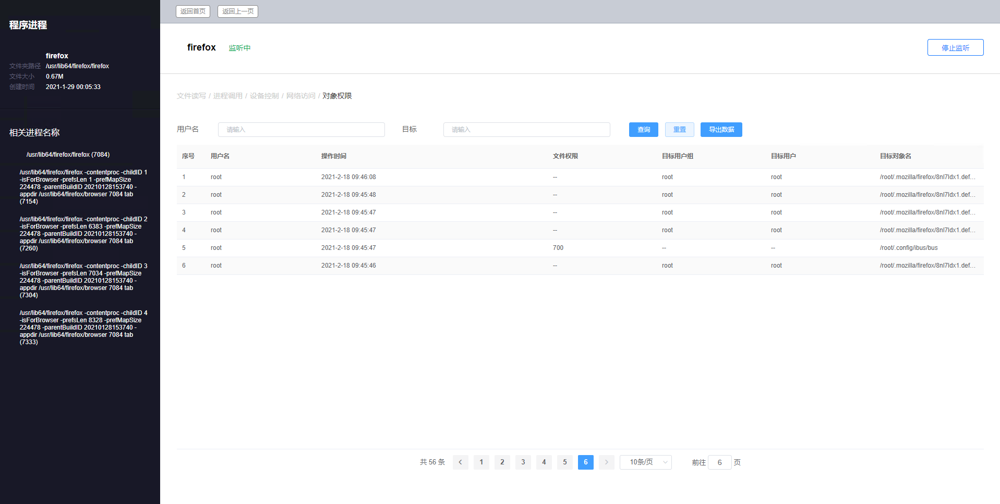 程序进程
firefox
文件夹路径 /usr/lib64/firefox/firefox
文件大小 0.67M
创建时间 2021-1-29 00:05:33
相关进程名称
/usr/lib64/firefox/firefox (7084)
/usr/lib64/firefox/firefox -contentproc -childID 1
-isForBrowser -prefsLen 1 -prefMapSize
224478 -parentBuildID 20210128153740 -
appdir /usr/lib64/firefox/browser 7084 tab
(7154)
/usr/lib64/firefox/firefox -contentproc -childID 2
-isForBrowser -prefsLen 6383 -prefMapSize
224478 -parentBuildID 20210128153740 -
appdir /usr/lib64/firefox/browser 7084 tab
(7260)
/usr/lib64/firefox/firefox -contentproc -childID 3
-isForBrowser -prefsLen 7034 -prefMapSize
224478 -parentBuildID 20210128153740 -
appdir /usr/lib64/firefox/browser 7084 tab
(7304)
/usr/lib64/firefox/firefox -contentproc -childID 4
-isForBrowser -prefsLen 8328 -prefMapSize
224478 -parentBuildID 20210128153740 -
appdir /usr/lib64/firefox/browser 7084 tab
(7333)
返回首页 返回上一页
firefox 监听中 停止监听
文件读写 / 进程调用 / 设备控制 / 网络访问 / 对象权限
用户名 请输入 目标 请输入 查询 重置 导出数据
序号 用户名 操作时间 文件权限 目标用户组 目标用户 目标对象名
1 root 2021-2-18 09:46:08 -- root root /root/.mozilla/firefox/8nl7ldx1.def...
2 root 2021-2-18 09:45:48 -- root root /root/.mozilla/firefox/8nl7ldx1.def...
3 root 2021-2-18 09:45:47 -- root root /root/.mozilla/firefox/8nl7ldx1.def...
4 root 2021-2-18 09:45:47 -- root root /root/.mozilla/firefox/8nl7ldx1.def...
5 root 2021-2-18 09:45:47 700 -- -- /root/.config/ibus/bus
6 root 2021-2-18 09:45:46 -- root root /root/.mozilla/firefox/8nl7ldx1.def...
共 56 条 1 2 3 4 5 6 10条/页 前往 6 页